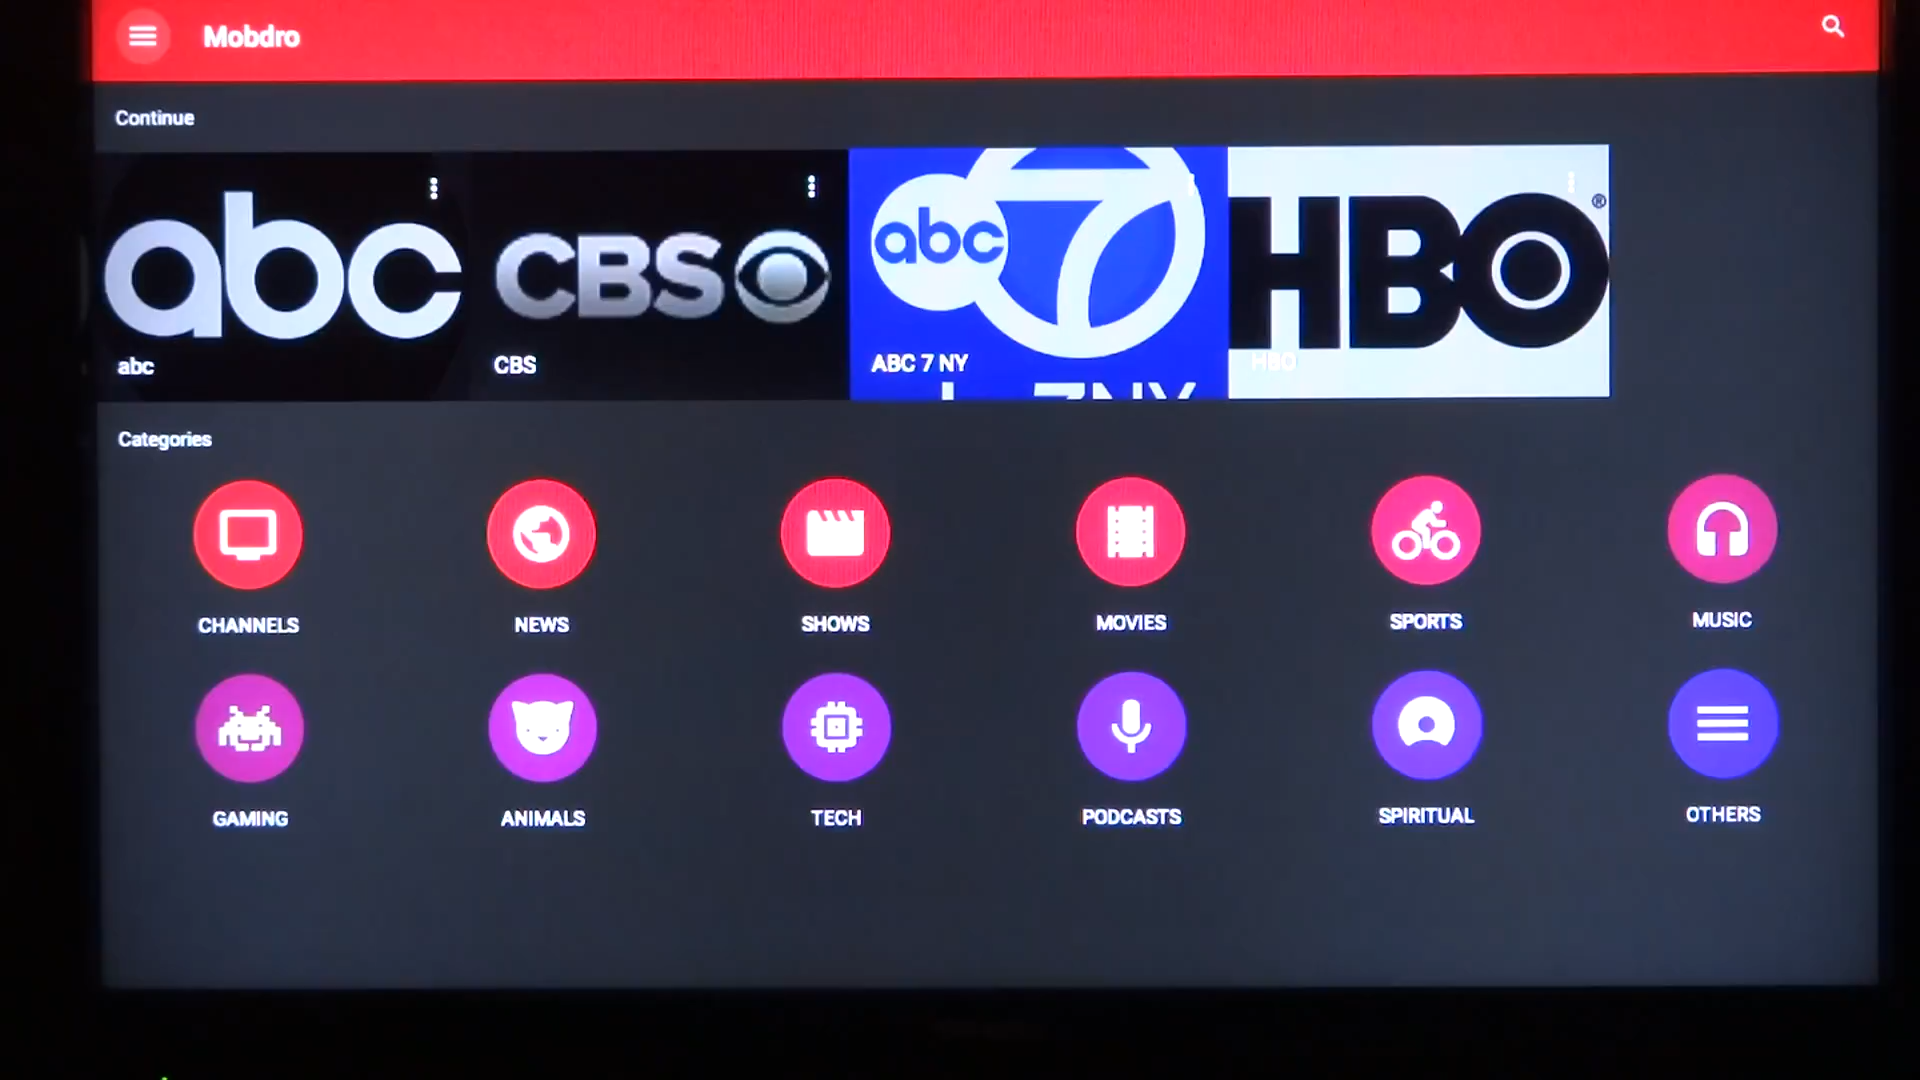 Mobdro
Continue
abc
abc
CBS
CBS
abc 7
ABC 7 NY
HBO®
HBO
Categories
CHANNELS
NEWS
SHOWS
MOVIES
SPORTS
MUSIC
GAMING
ANIMALS
TECH
PODCASTS
SPIRITUAL
OTHERS